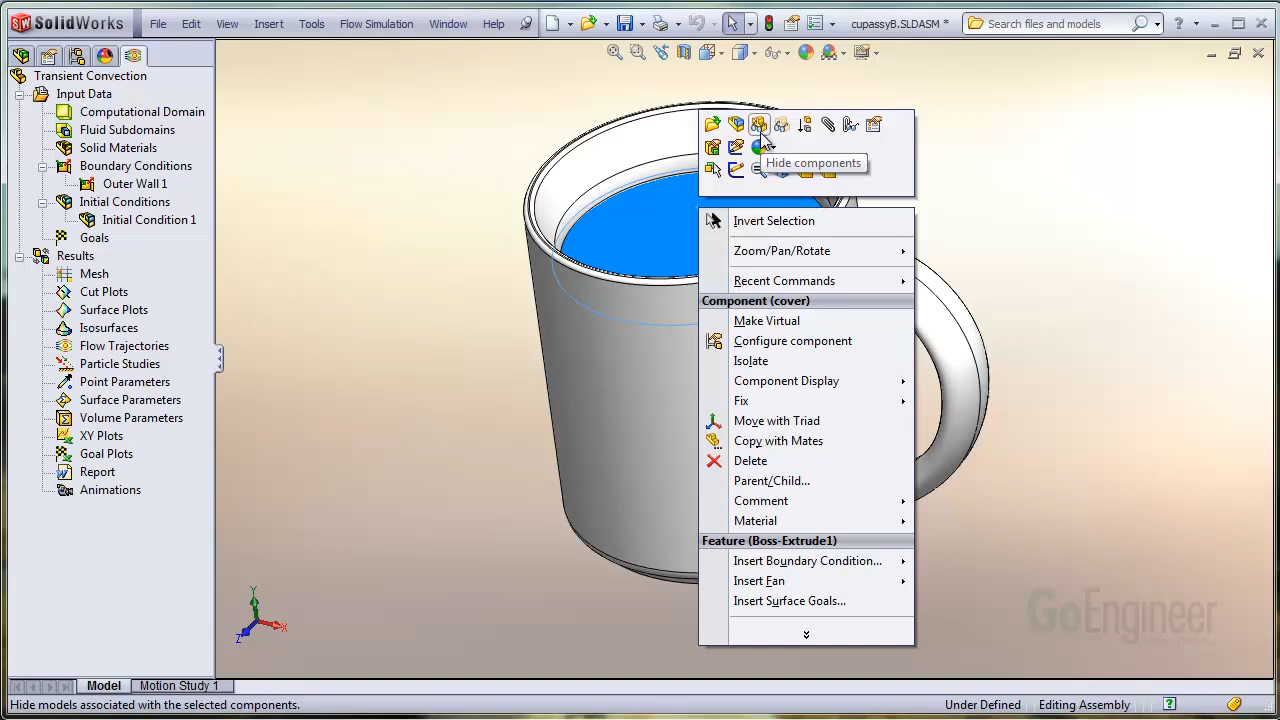 SolidWorks File Edit View Insert Tools Flow Simulation Window Help cupassyB.SLDASM * Search files and models
Transient Convection
Input Data
Computational Domain
Fluid Subdomains
Solid Materials
Boundary Conditions
Outer Wall 1
Initial Conditions
Initial Condition 1
Goals
Results
Mesh
Cut Plots
Surface Plots
Isosurfaces
Flow Trajectories
Particle Studies
Point Parameters
Surface Parameters
Volume Parameters
XY Plots
Goal Plots
Report
Animations
Hide components
Invert Selection
Zoom/Pan/Rotate
Recent Commands
Component (cover)
Make Virtual
Configure component
Isolate
Component Display
Fix
Move with Triad
Copy with Mates
Delete
Parent/Child...
Comment
Material
Feature (Boss-Extrude1)
Insert Boundary Condition...
Insert Fan
Insert Surface Goals...
Y
X
Z
GoEngineer
Model Motion Study 1
Hide models associated with the selected components. Under Defined Editing Assembly